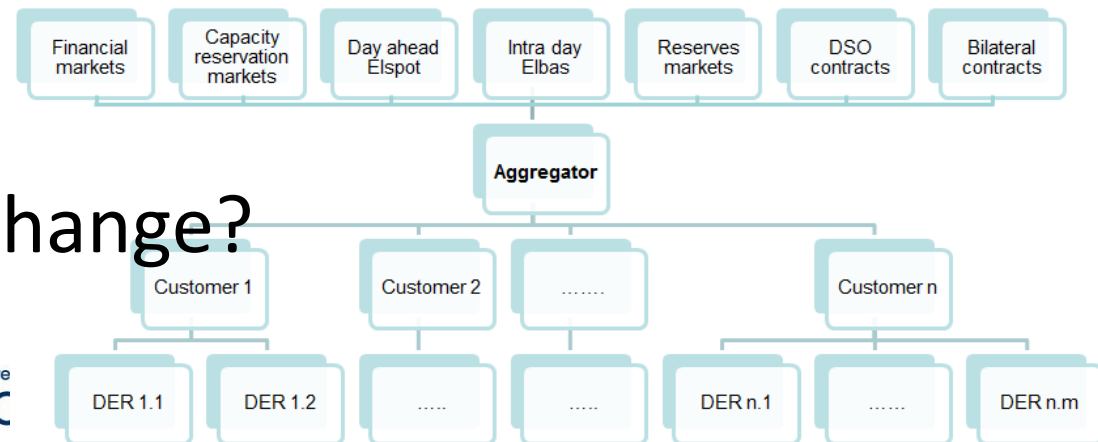 Financial
markets
Capacity
reservation
markets
Day ahead
Elspot
Intra day
Elbas
Reserves
markets
DSO
contracts
Bilateral
contracts
Aggregator
hange?
Customer 1
Customer 2
.......
Customer n
re
DER 1.1
DER 1.2
.....
.....
DER n.1
......
DER n.m